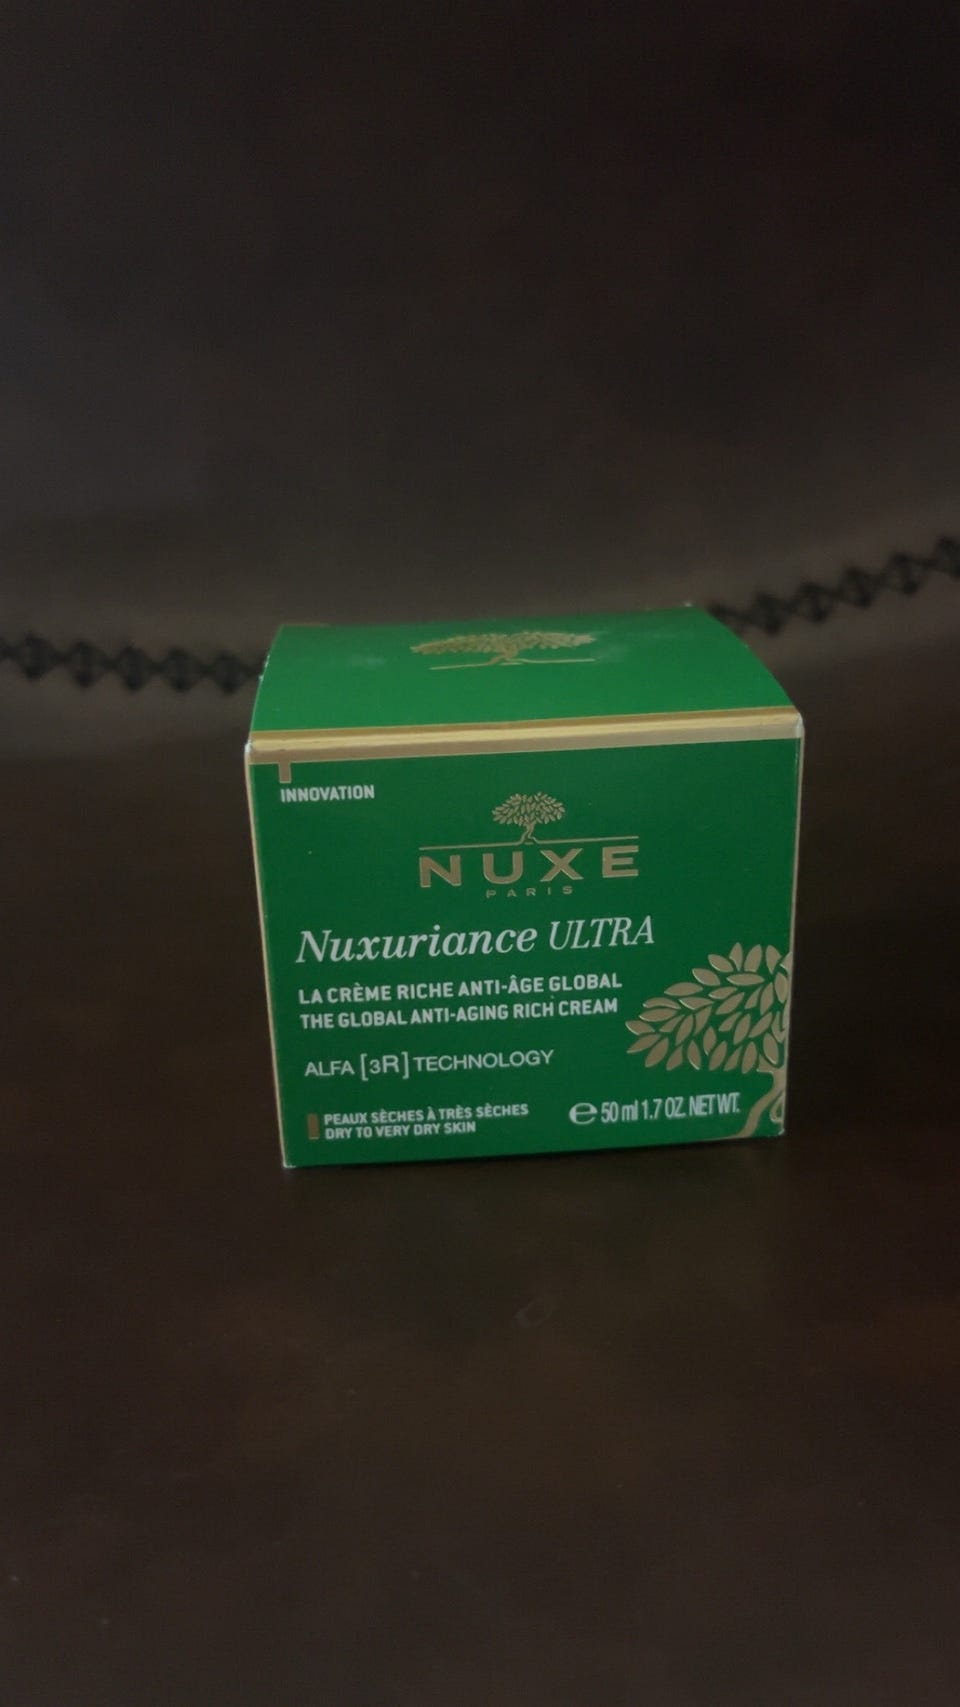 INNOVATION
NUXE
PARIS
Nuxuriance ULTRA
LA CRÈME RICHE ANTI-ÂGE GLOBAL
THE GLOBAL ANTI-AGING RICH CREAM
ALFA [3R] TECHNOLOGY
PEAUX SÈCHES À TRÈS SÈCHES
DRY TO VERY DRY SKIN
℮ 50 ml 1.7 OZ. NET WT.